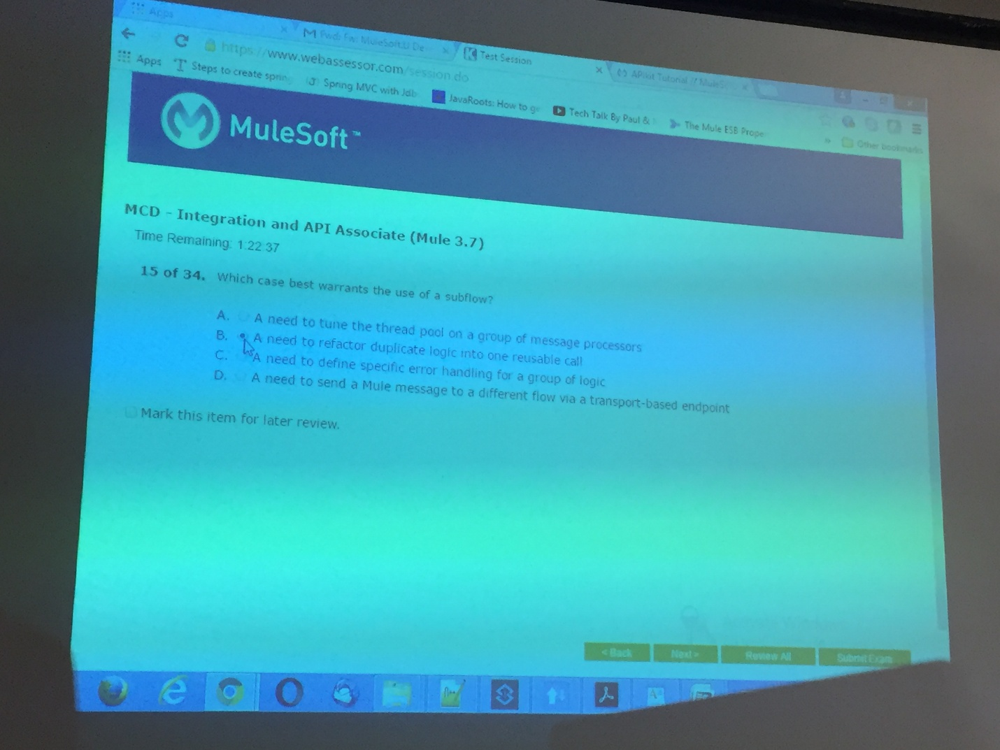 Apps
Fwd: Fw: MuleSoft.U De
Test Session
APIkit Tutorial // MuleSo
https://www.webassessor.com/session.do
Apps
Steps to create spring
Spring MVC with Jdb
JavaRoots: How to ge
Tech Talk By Paul &
The Mule ESB Prope
» Other bookmarks
MuleSoft™
MCD - Integration and API Associate (Mule 3.7)
Time Remaining: 1:22:37
15 of 34. Which case best warrants the use of a subflow?
A. A need to tune the thread pool on a group of message processors
B. A need to refactor duplicate logic into one reusable call
C. A need to define specific error handling for a group of logic
D. A need to send a Mule message to a different flow via a transport-based endpoint
Mark this item for later review.
< Back
Next >
Review All
Submit Exam